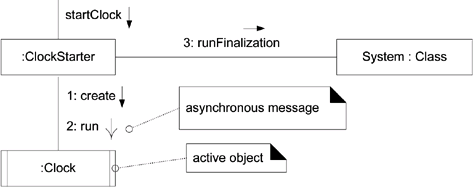 startClock
3: runFinalization
:ClockStarter
System : Class
1: create
asynchronous message
2: run
active object
:Clock